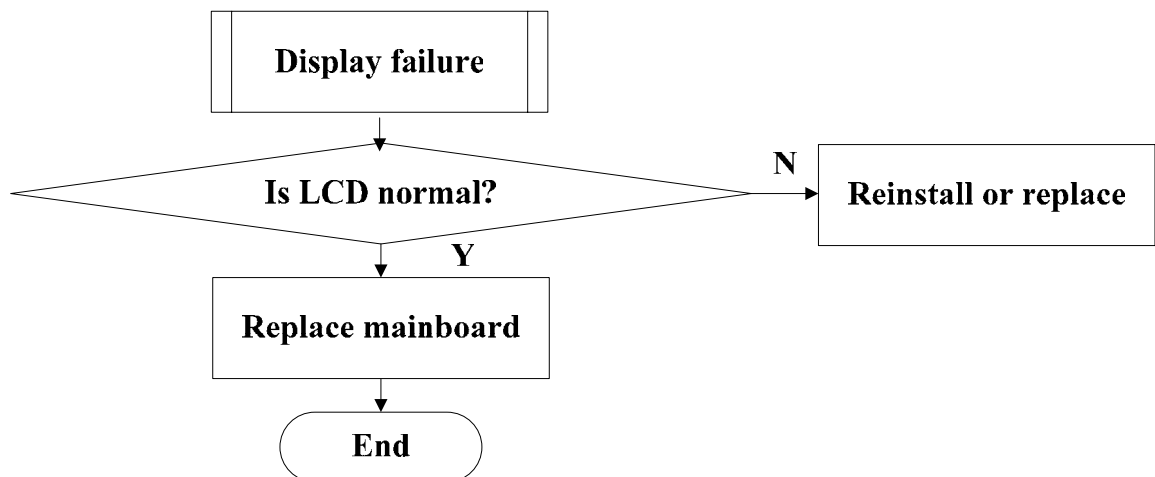 Display failure
Is LCD normal?
N
Reinstall or replace
Y
Replace mainboard
End